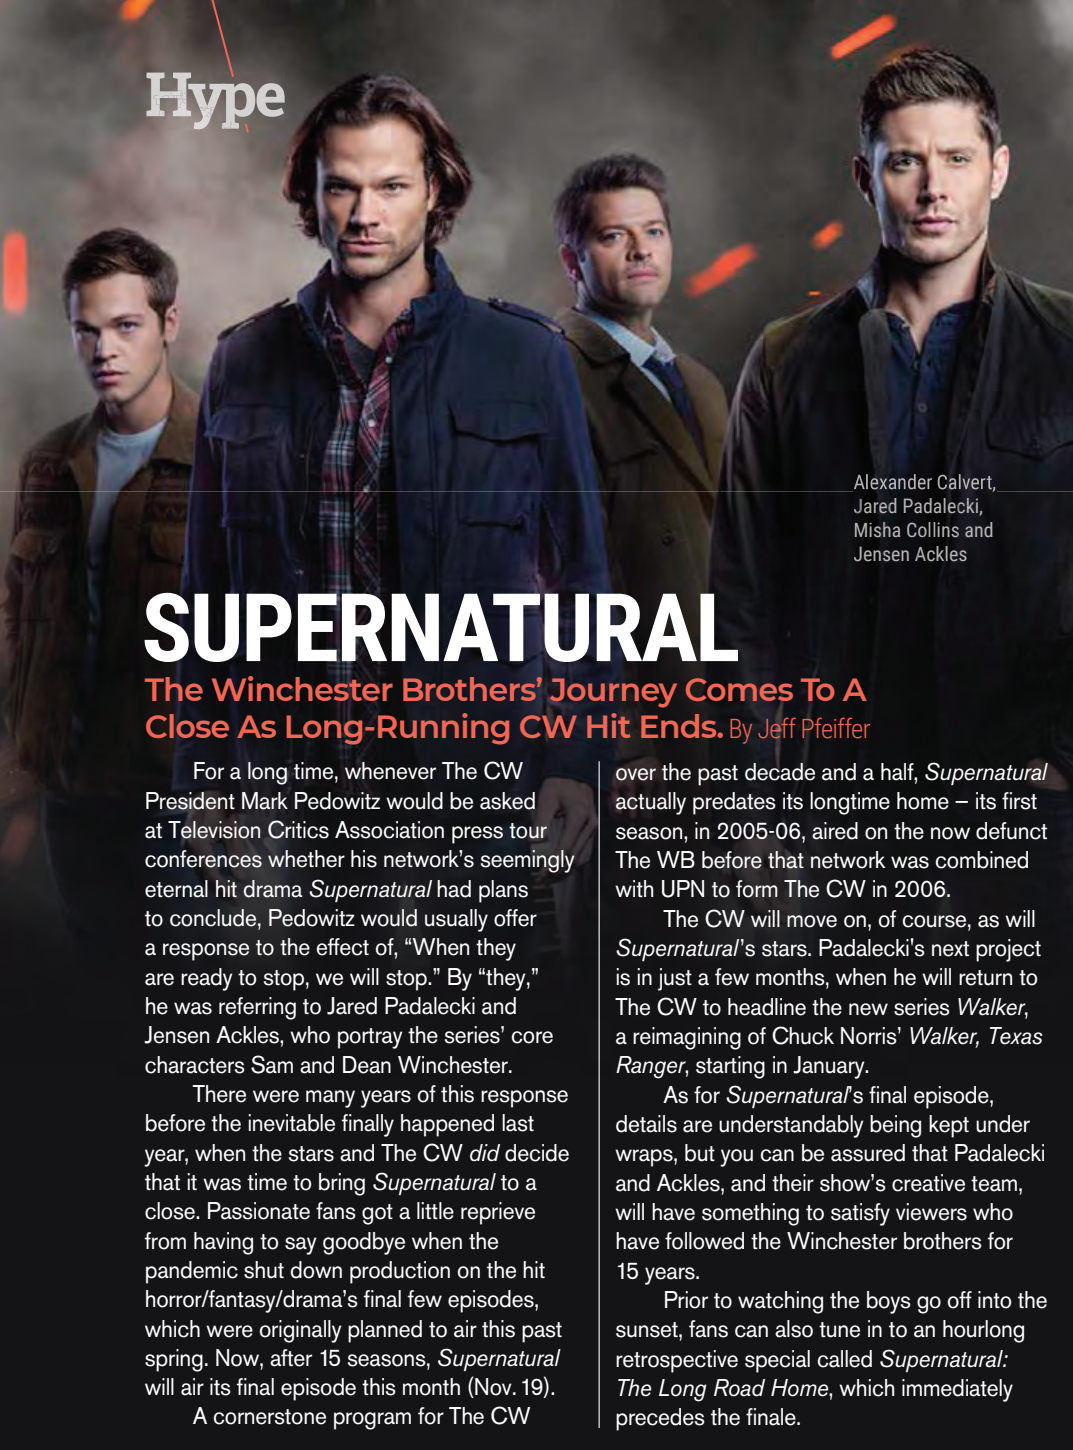 Hype
Alexander Calvert,
Jared Padalecki,
Misha Collins and
Jensen Ackles
SUPERNATURAL
The Winchester Brothers’ Journey Comes To A
Close As Long-Running CW Hit Ends. By Jeff Pfeiffer
For a long time, whenever The CW
President Mark Pedowitz would be asked
at Television Critics Association press tour
conferences whether his network’s seemingly
eternal hit drama Supernatural had plans
to conclude, Pedowitz would usually offer
a response to the effect of, “When they
are ready to stop, we will stop.” By “they,”
he was referring to Jared Padalecki and
Jensen Ackles, who portray the series’ core
characters Sam and Dean Winchester.
There were many years of this response
before the inevitable finally happened last
year, when the stars and The CW did decide
that it was time to bring Supernatural to a
close. Passionate fans got a little reprieve
from having to say goodbye when the
pandemic shut down production on the hit
horror/fantasy/drama’s final few episodes,
which were originally planned to air this past
spring. Now, after 15 seasons, Supernatural
will air its final episode this month (Nov. 19).
A cornerstone program for The CW
over the past decade and a half, Supernatural
actually predates its longtime home – its first
season, in 2005-06, aired on the now defunct
The WB before that network was combined
with UPN to form The CW in 2006.
The CW will move on, of course, as will
Supernatural’s stars. Padalecki's next project
is in just a few months, when he will return to
The CW to headline the new series Walker,
a reimagining of Chuck Norris’ Walker, Texas
Ranger, starting in January.
As for Supernatural’s final episode,
details are understandably being kept under
wraps, but you can be assured that Padalecki
and Ackles, and their show’s creative team,
will have something to satisfy viewers who
have followed the Winchester brothers for
15 years.
Prior to watching the boys go off into the
sunset, fans can also tune in to an hourlong
retrospective special called Supernatural:
The Long Road Home, which immediately
precedes the finale.